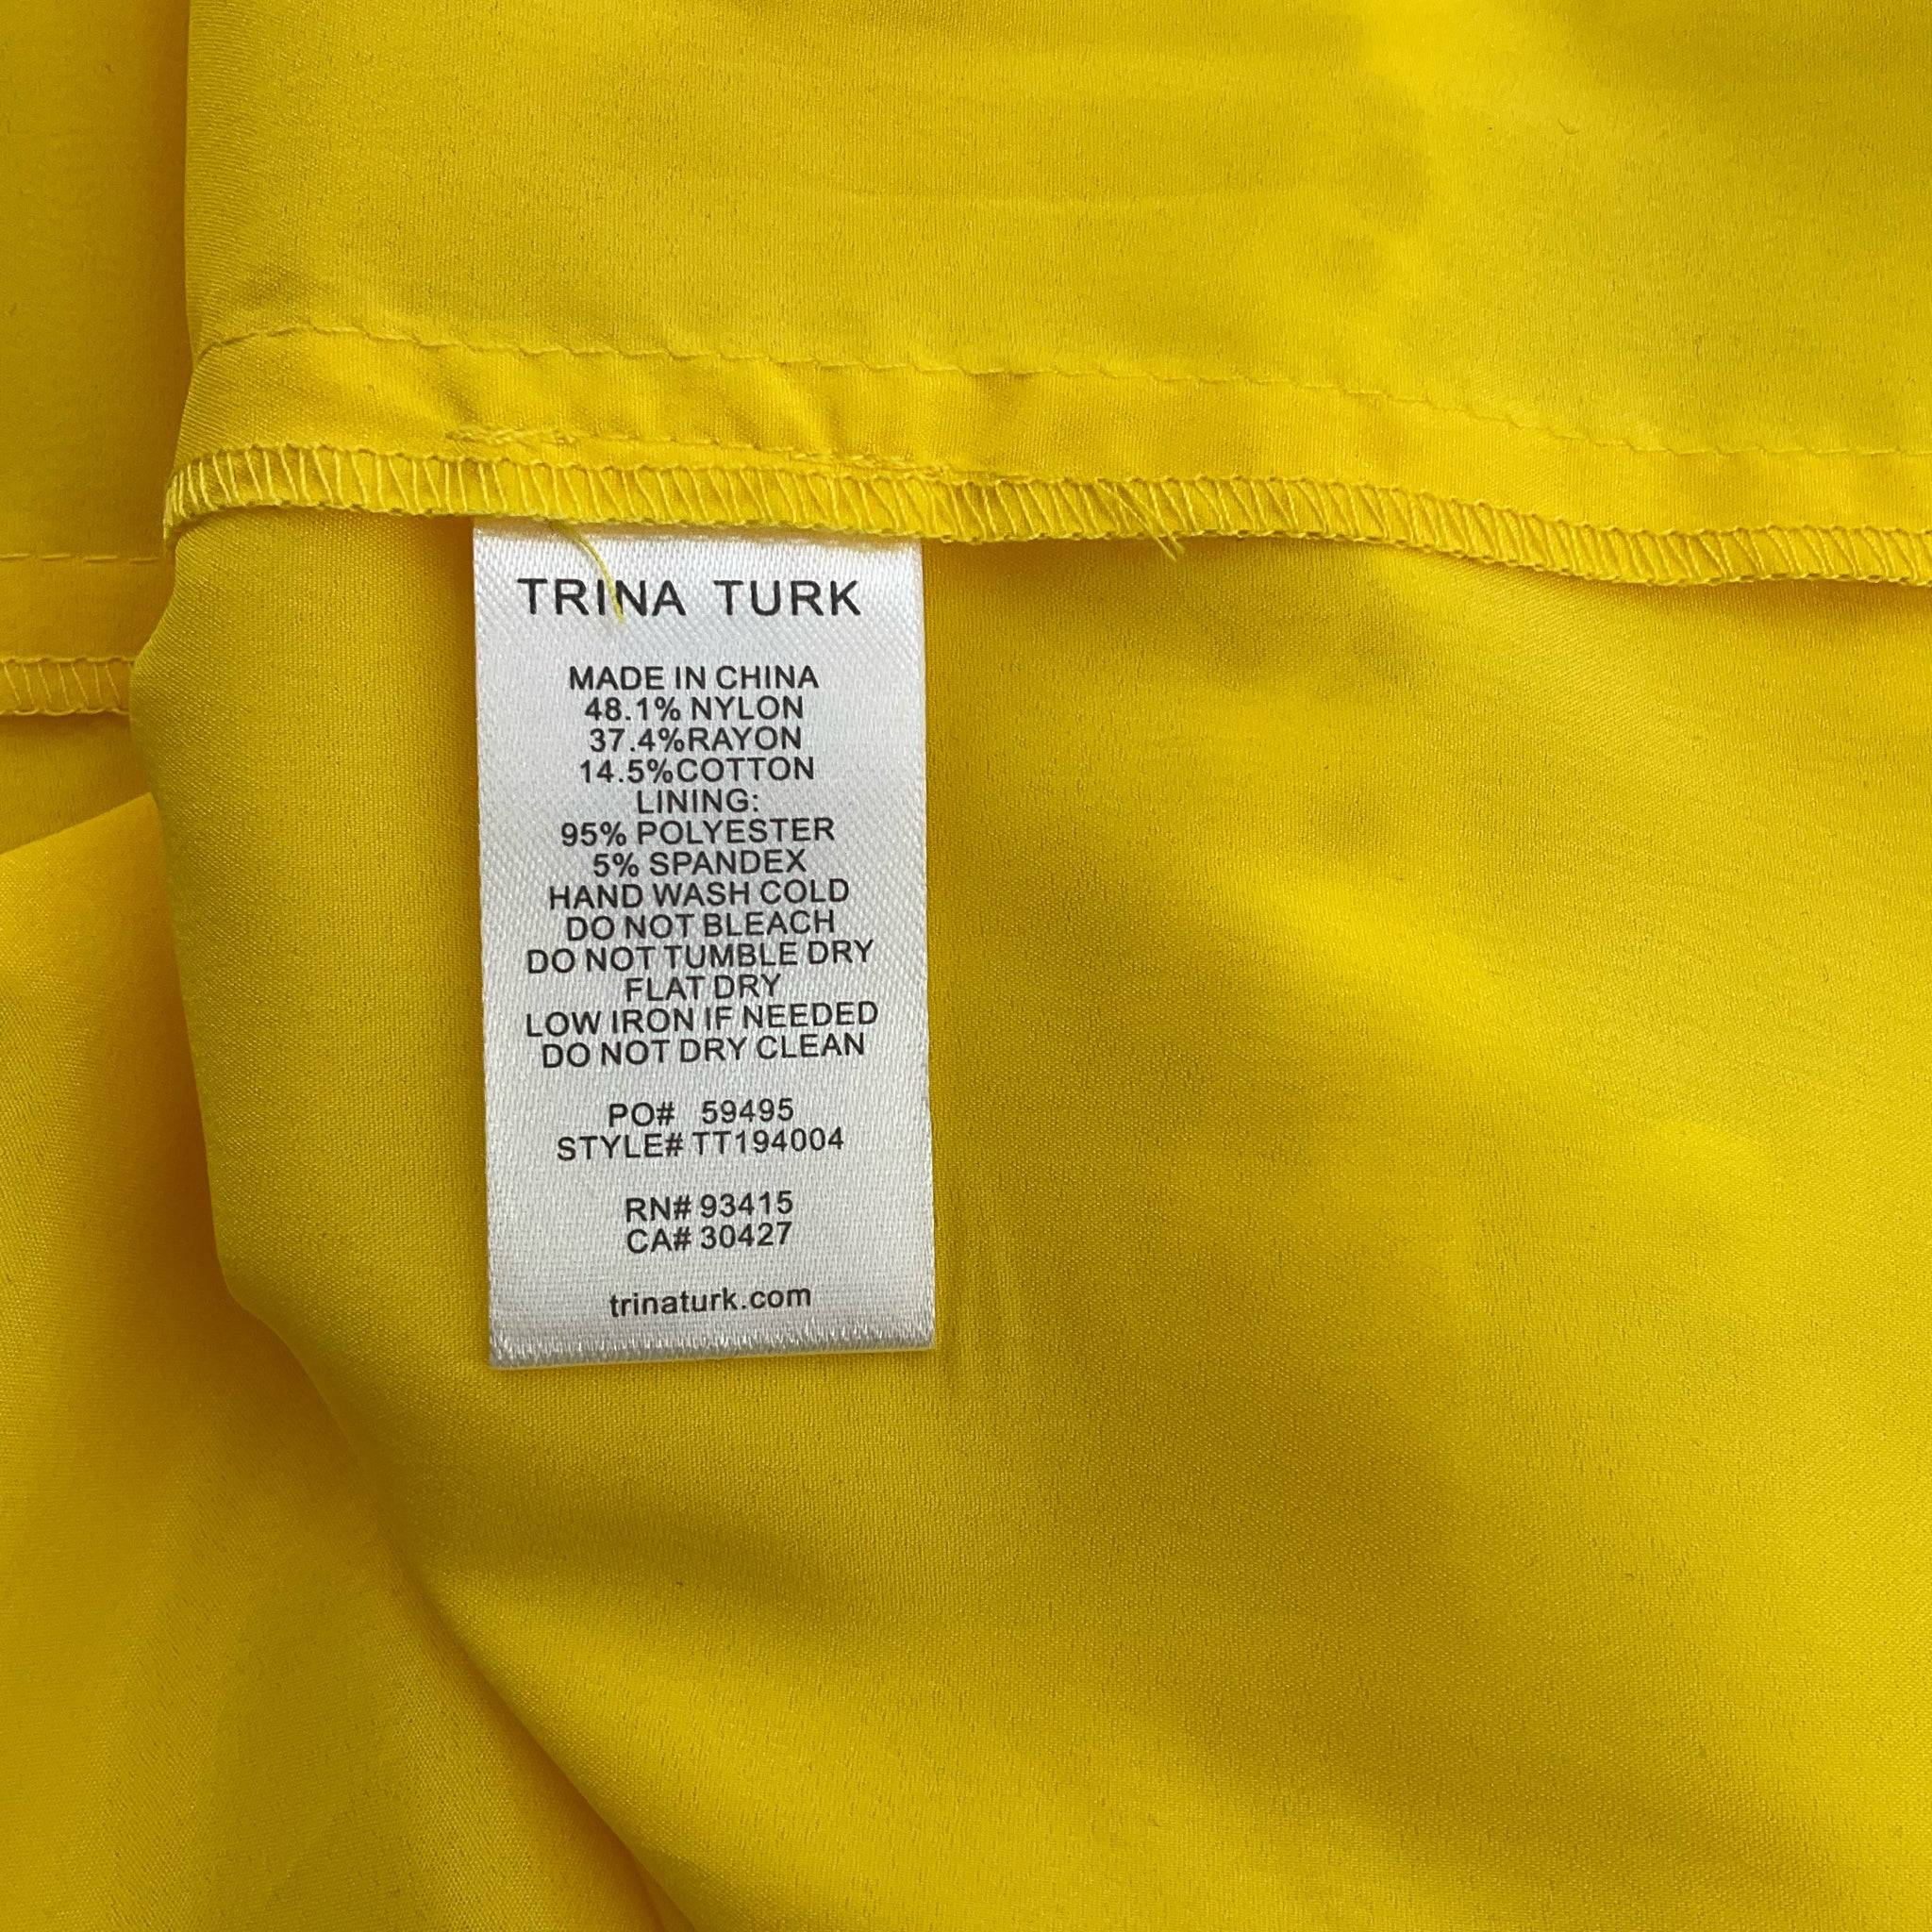 TRINA TURK
MADE IN CHINA
48.1% NYLON
37.4%RAYON
14.5%COTTON
LINING:
95% POLYESTER
5% SPANDEX
HAND WASH COLD
DO NOT BLEACH
DO NOT TUMBLE DRY
FLAT DRY
LOW IRON IF NEEDED
DO NOT DRY CLEAN
PO# 59495
STYLE# TT194004
RN# 93415
CA# 30427
trinaturk.com